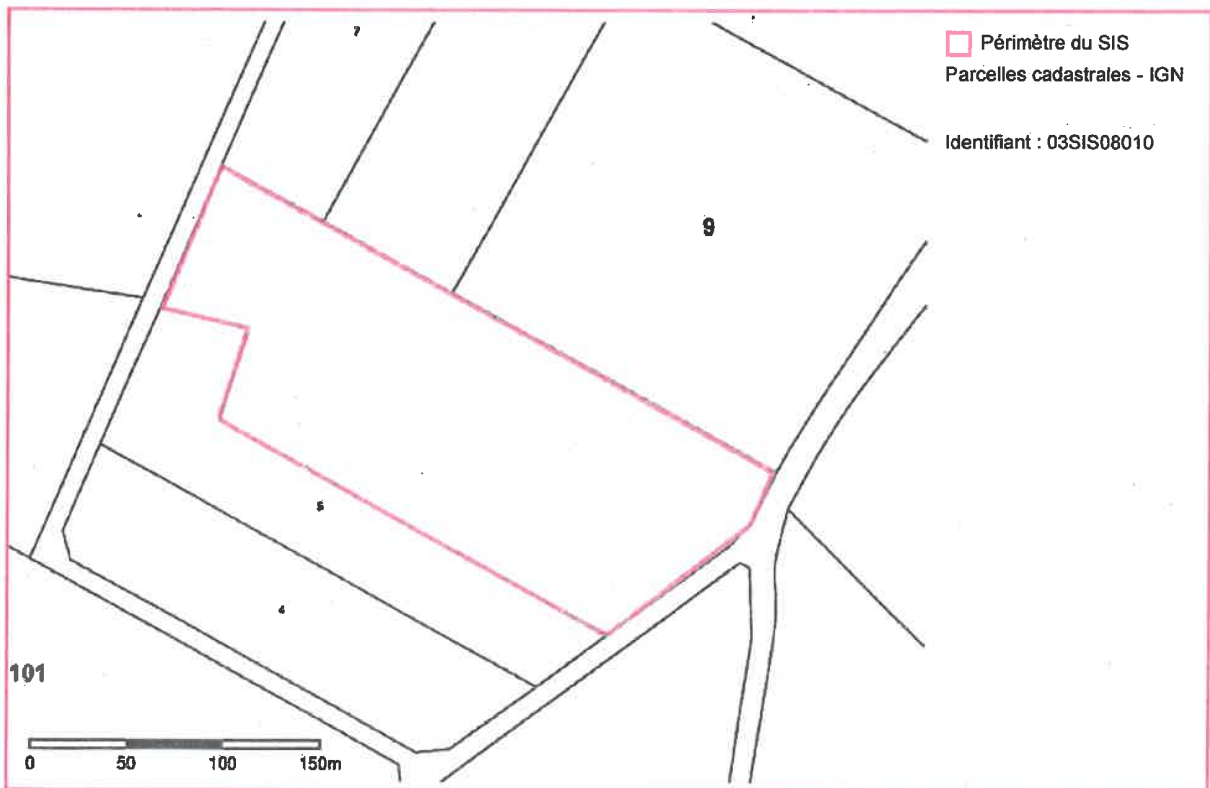 7
Périmètre du SIS
Parcelles cadastrales - IGN
Identifiant : 03SIS08010
9
5
4
101
0 50 100 150m